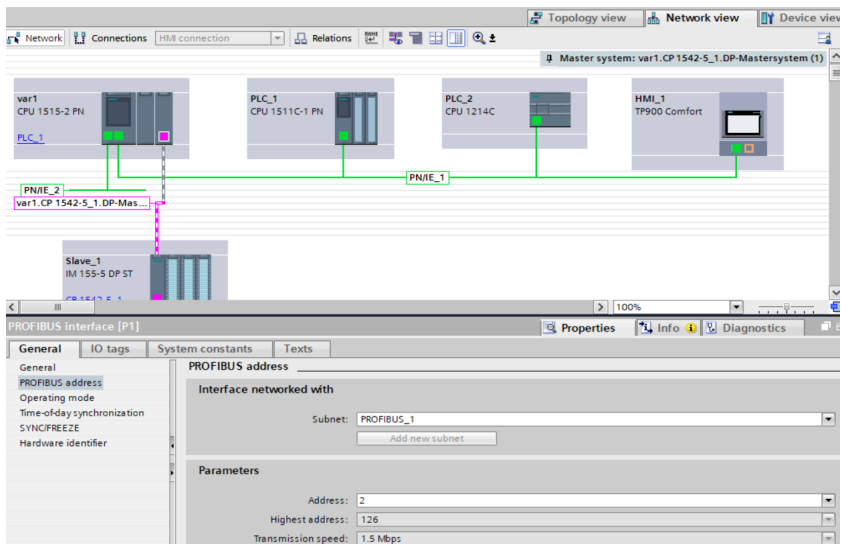 Topology view Network view Device view
Network Connections HMI connection Relations
Master system: var1.CP 1542-5_1.DP-Mastersystem (1)
var1
CPU 1515-2 PN
PLC_1
PLC_1
CPU 1511C-1 PN
PLC_2
CPU 1214C
HMI_1
TP900 Comfort
PN/IE_1
PN/IE_2
var1.CP 1542-5_1.DP-Mas...
Slave_1
IM 155-5 DP ST
CP 1542-5_1
100%
PROFIBUS interface [P1]
Properties Info Diagnostics
General IO tags System constants Texts
General
PROFIBUS address
Operating mode
Time-of-day synchronization
SYNC/FREEZE
Hardware identifier
PROFIBUS address
Interface networked with
Subnet: PROFIBUS_1
Add new subnet
Parameters
Address: 2
Highest address: 126
Transmission speed: 1.5 Mbps